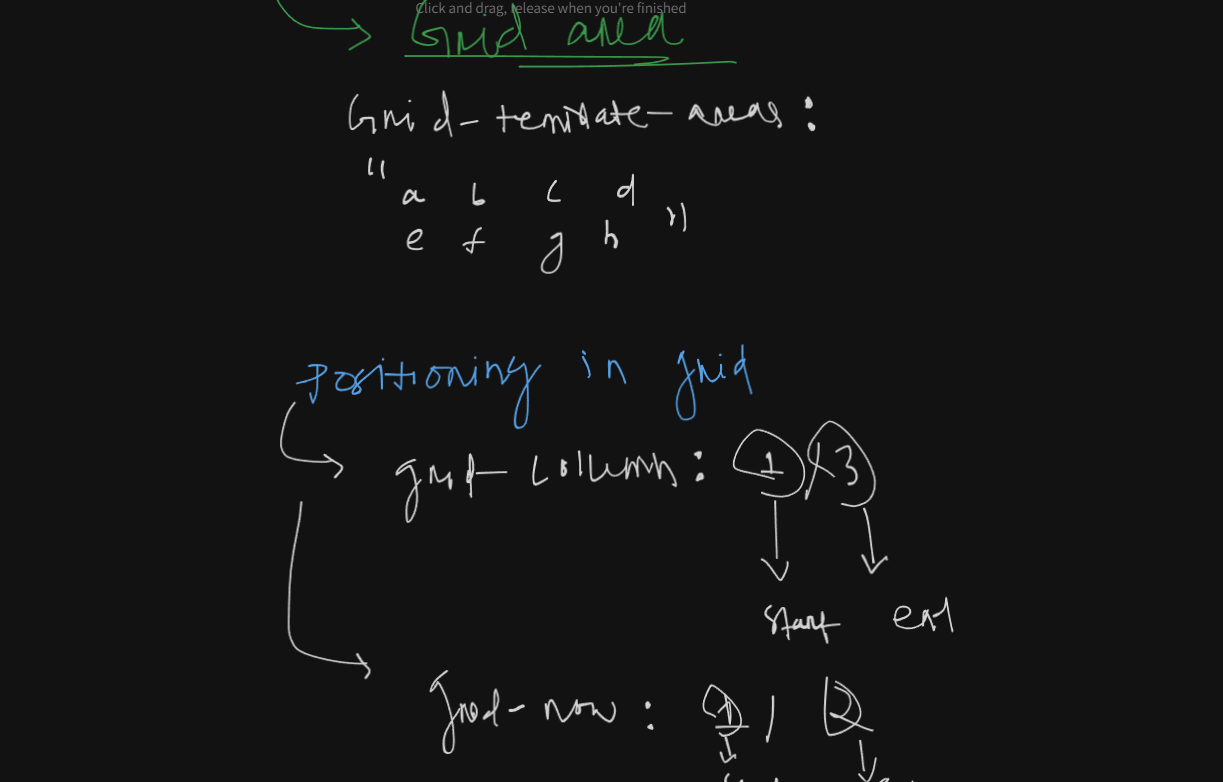 Click and drag, release when you're finished
Grid area
Grid-template-areas:
"
a b c d
e f g h "
Positioning in grid
grid-column: 1/3
start end
grid-row: 1/2